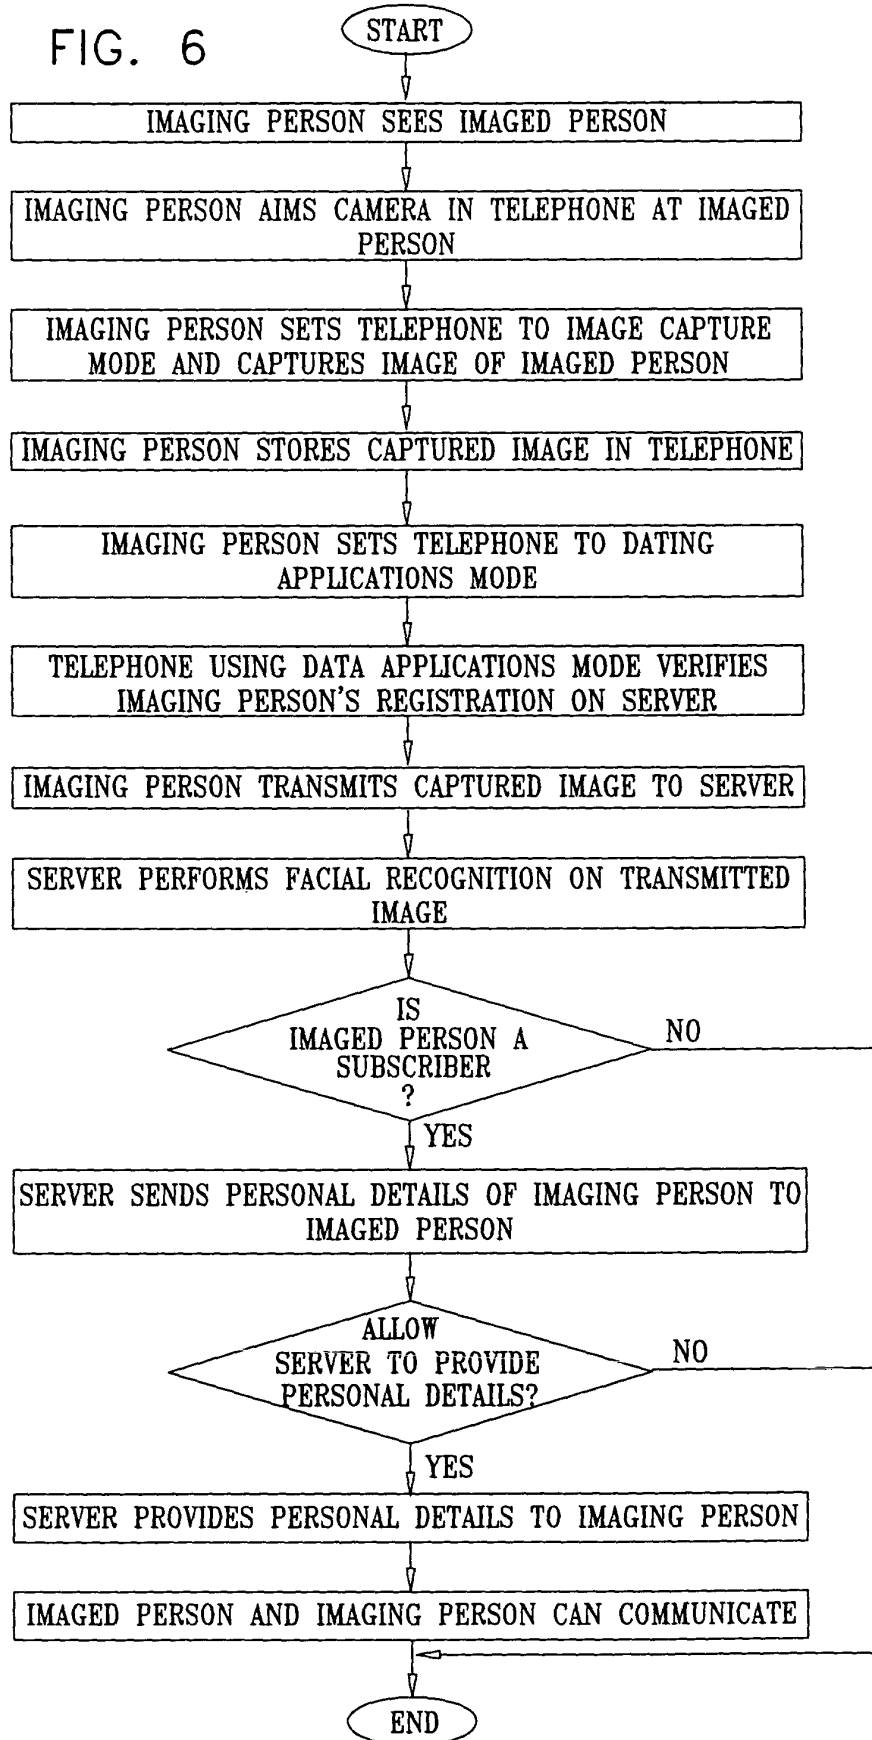 FIG. 6
START
IMAGING PERSON SEES IMAGED PERSON
IMAGING PERSON AIMS CAMERA IN TELEPHONE AT IMAGED
PERSON
IMAGING PERSON SETS TELEPHONE TO IMAGE CAPTURE
MODE AND CAPTURES IMAGE OF IMAGED PERSON
IMAGING PERSON STORES CAPTURED IMAGE IN TELEPHONE
IMAGING PERSON SETS TELEPHONE TO DATING
APPLICATIONS MODE
TELEPHONE USING DATA APPLICATIONS MODE VERIFIES
IMAGING PERSON'S REGISTRATION ON SERVER
IMAGING PERSON TRANSMITS CAPTURED IMAGE TO SERVER
SERVER PERFORMS FACIAL RECOGNITION ON TRANSMITTED
IMAGE
IS
IMAGED PERSON A
SUBSCRIBER
?
NO
YES
SERVER SENDS PERSONAL DETAILS OF IMAGING PERSON TO
IMAGED PERSON
ALLOW
SERVER TO PROVIDE
PERSONAL DETAILS?
NO
YES
SERVER PROVIDES PERSONAL DETAILS TO IMAGING PERSON
IMAGED PERSON AND IMAGING PERSON CAN COMMUNICATE
END